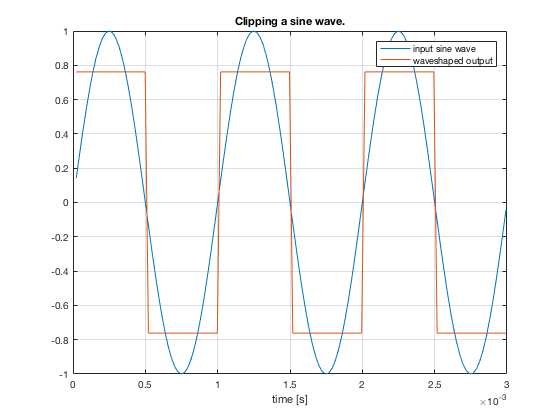 Clipping a sine wave.
input sine wave
waveshaped output
1
0.8
0.6
0.4
0.2
0
-0.2
-0.4
-0.6
-0.8
-1
0 0.5 1 1.5 2 2.5 3
time [s]
×10⁻³